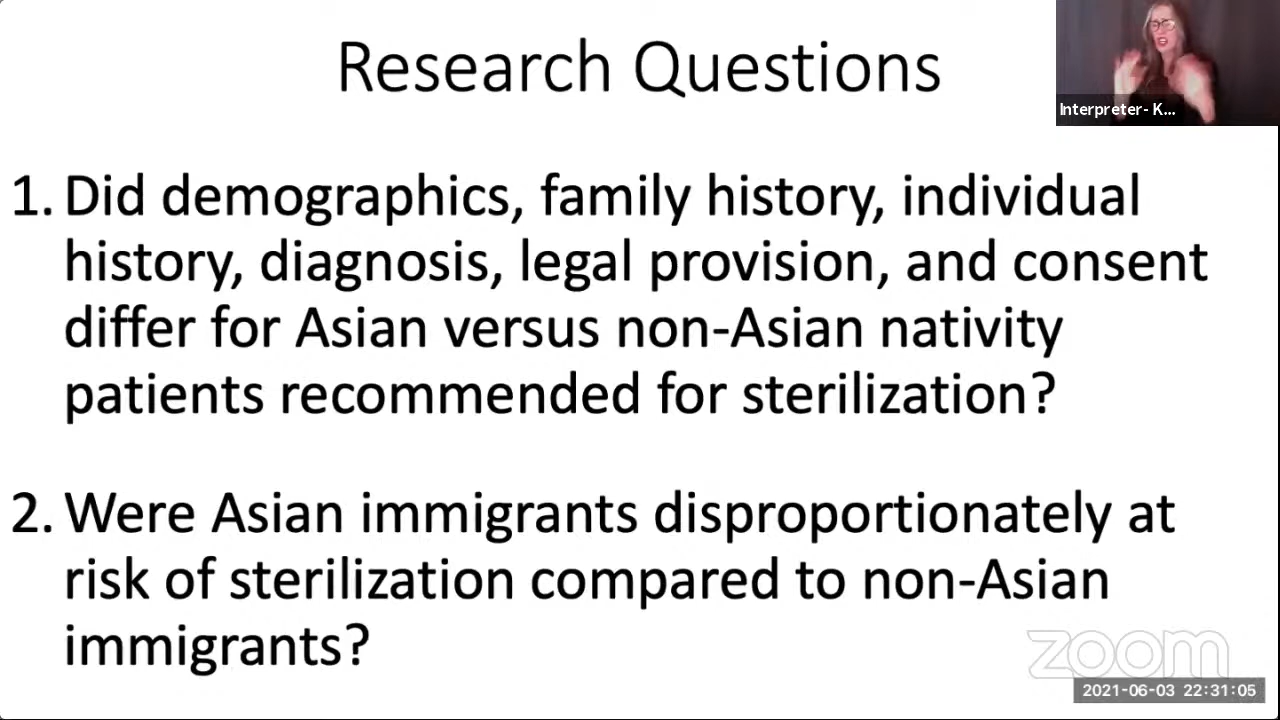 Research Questions
Interpreter- K...
1. Did demographics, family history, individual
history, diagnosis, legal provision, and consent
differ for Asian versus non-Asian nativity
patients recommended for sterilization?
2. Were Asian immigrants disproportionately at
risk of sterilization compared to non-Asian
immigrants?
zoom
2021-06-03 22:31:05